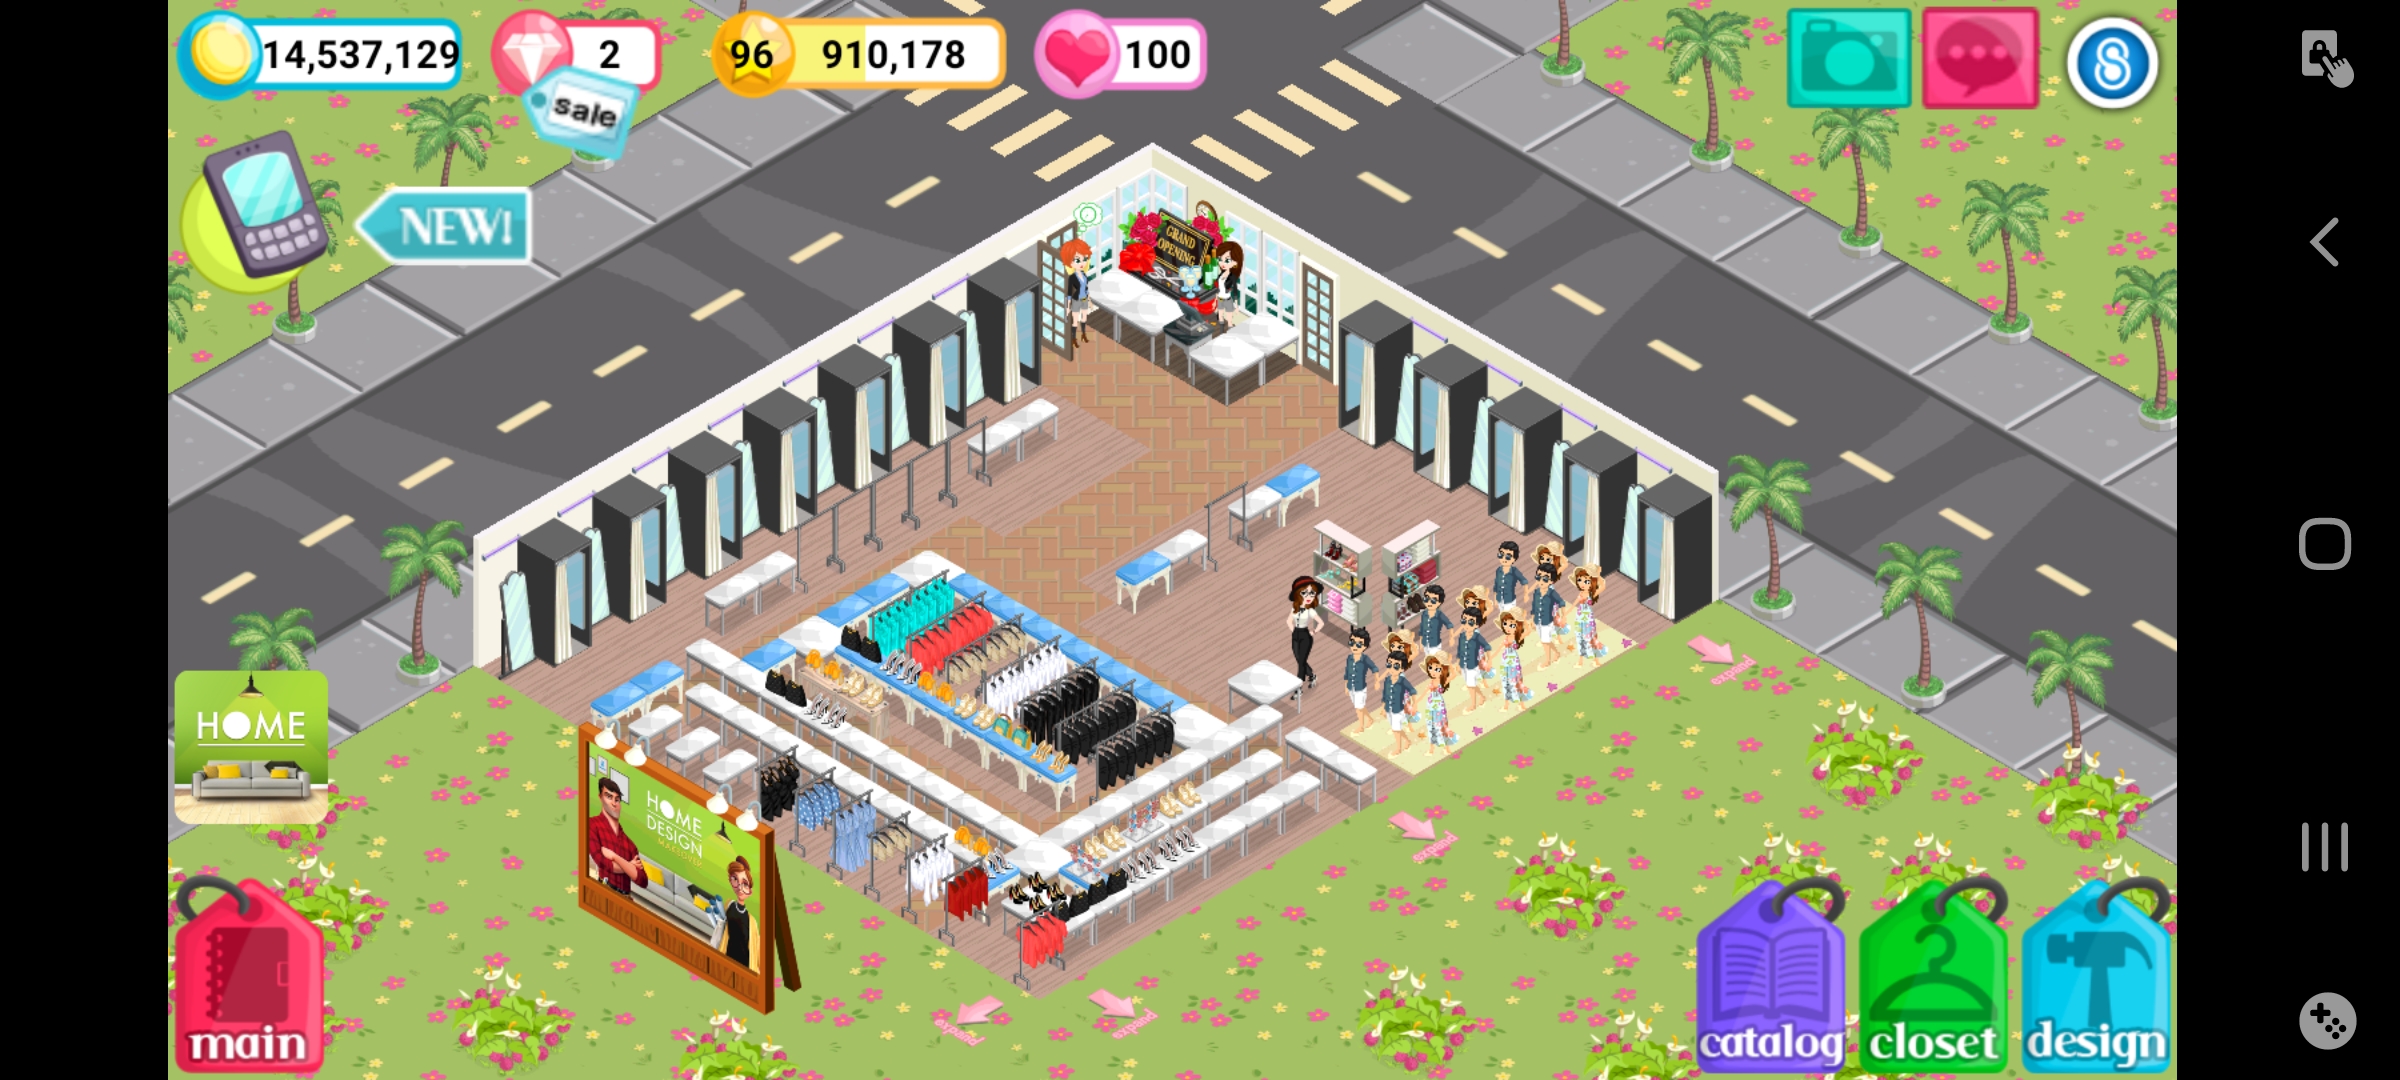 14,537,129
2
96
910,178
100
sale
NEW!
GRAND
OPENING
HOME
HOME
DESIGN
MAKEOVER
expand
expand
expand
expand
main
catalog
closet
design